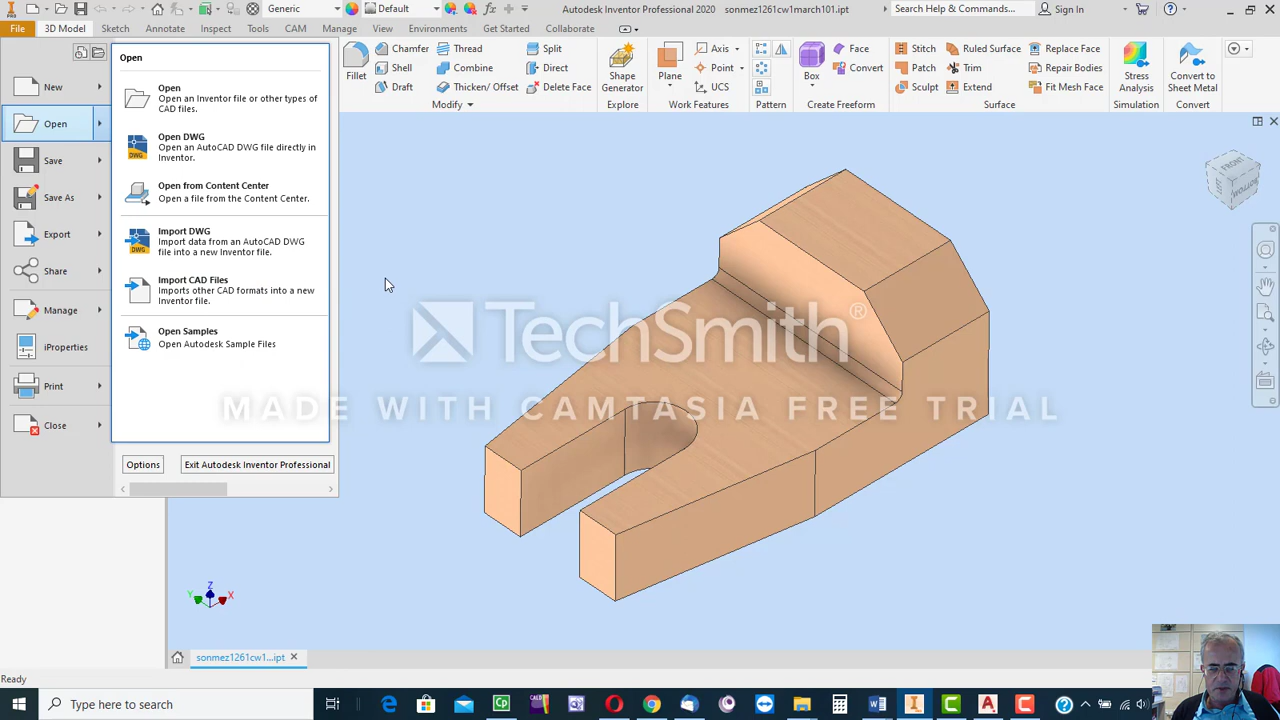 Generic
Default
Autodesk Inventor Professional 2020 sonmez1261cw1march101.ipt
Search Help & Commands...
Sign In
File 3D Model Sketch Annotate Inspect Tools CAM Manage View Environments Get Started Collaborate
Fillet
Chamfer
Shell
Draft
Thread
Combine
Thicken/ Offset
Split
Direct
Delete Face
Modify
Shape
Generator
Explore
Plane
Axis
Point
UCS
Work Features
Pattern
Box
Face
Convert
Create Freeform
Stitch
Patch
Sculpt
Ruled Surface
Trim
Extend
Replace Face
Repair Bodies
Fit Mesh Face
Surface
Stress
Analysis
Simulation
Convert to
Sheet Metal
Convert
New
Open
Save
Save As
Export
Share
Manage
iProperties
Print
Close
Open
Open
Open an Inventor file or other types of
CAD files.
Open DWG
Open an AutoCAD DWG file directly in
Inventor.
DWG
Open from Content Center
Open a file from the Content Center.
Import DWG
Import data from an AutoCAD DWG
file into a new Inventor file.
DWG
Import CAD Files
Imports other CAD formats into a new
Inventor file.
Open Samples
Open Autodesk Sample Files
Options
Exit Autodesk Inventor Professional
FRONT
BOTTOM
TechSmith®
MADE WITH CAMTASIA FREE TRIAL
Z
Y
X
sonmez1261cw1...ipt
Ready
Type here to search